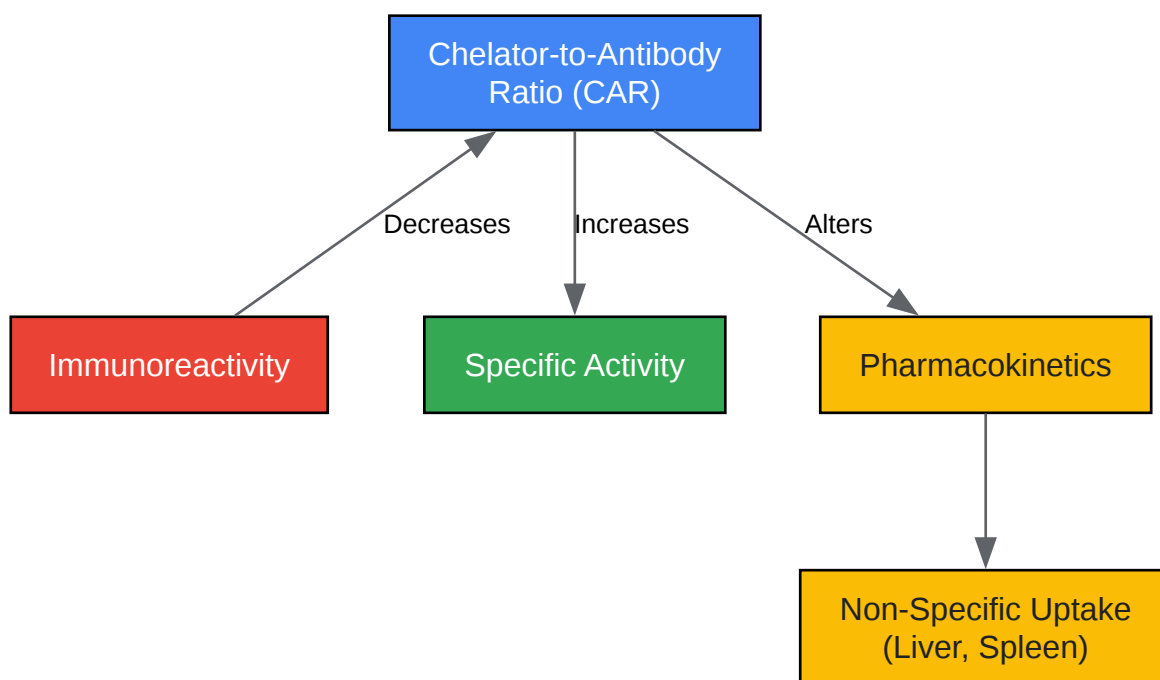 Chelator-to-Antibody
Ratio (CAR)
Decreases
Increases
Alters
Immunoreactivity
Specific Activity
Pharmacokinetics
Non-Specific Uptake
(Liver, Spleen)